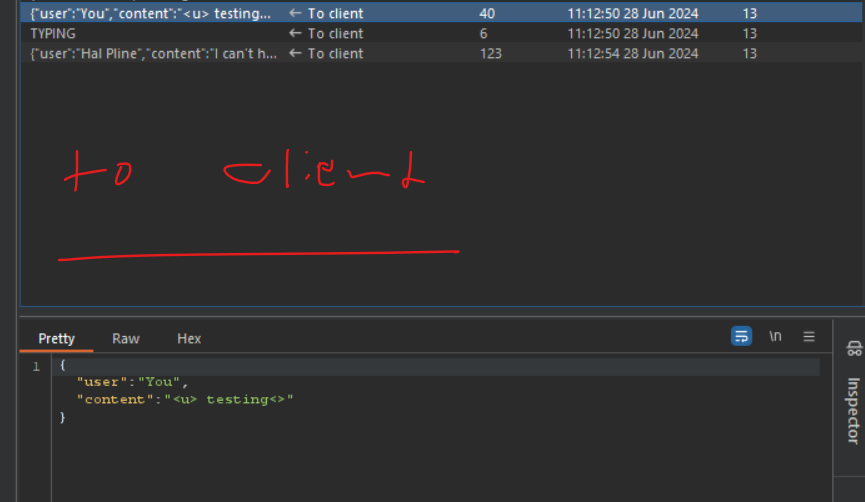 {"user":"You","content":"<u> testing... ← To client 40 11:12:50 28 Jun 2024 13
TYPING ← To client 6 11:12:50 28 Jun 2024 13
{"user":"Hal Pline","content":"I can't h... ← To client 123 11:12:54 28 Jun 2024 13
to client
Pretty Raw Hex \n
Inspector
1 {
"user":"You",
"content":"<u> testing<>"
}